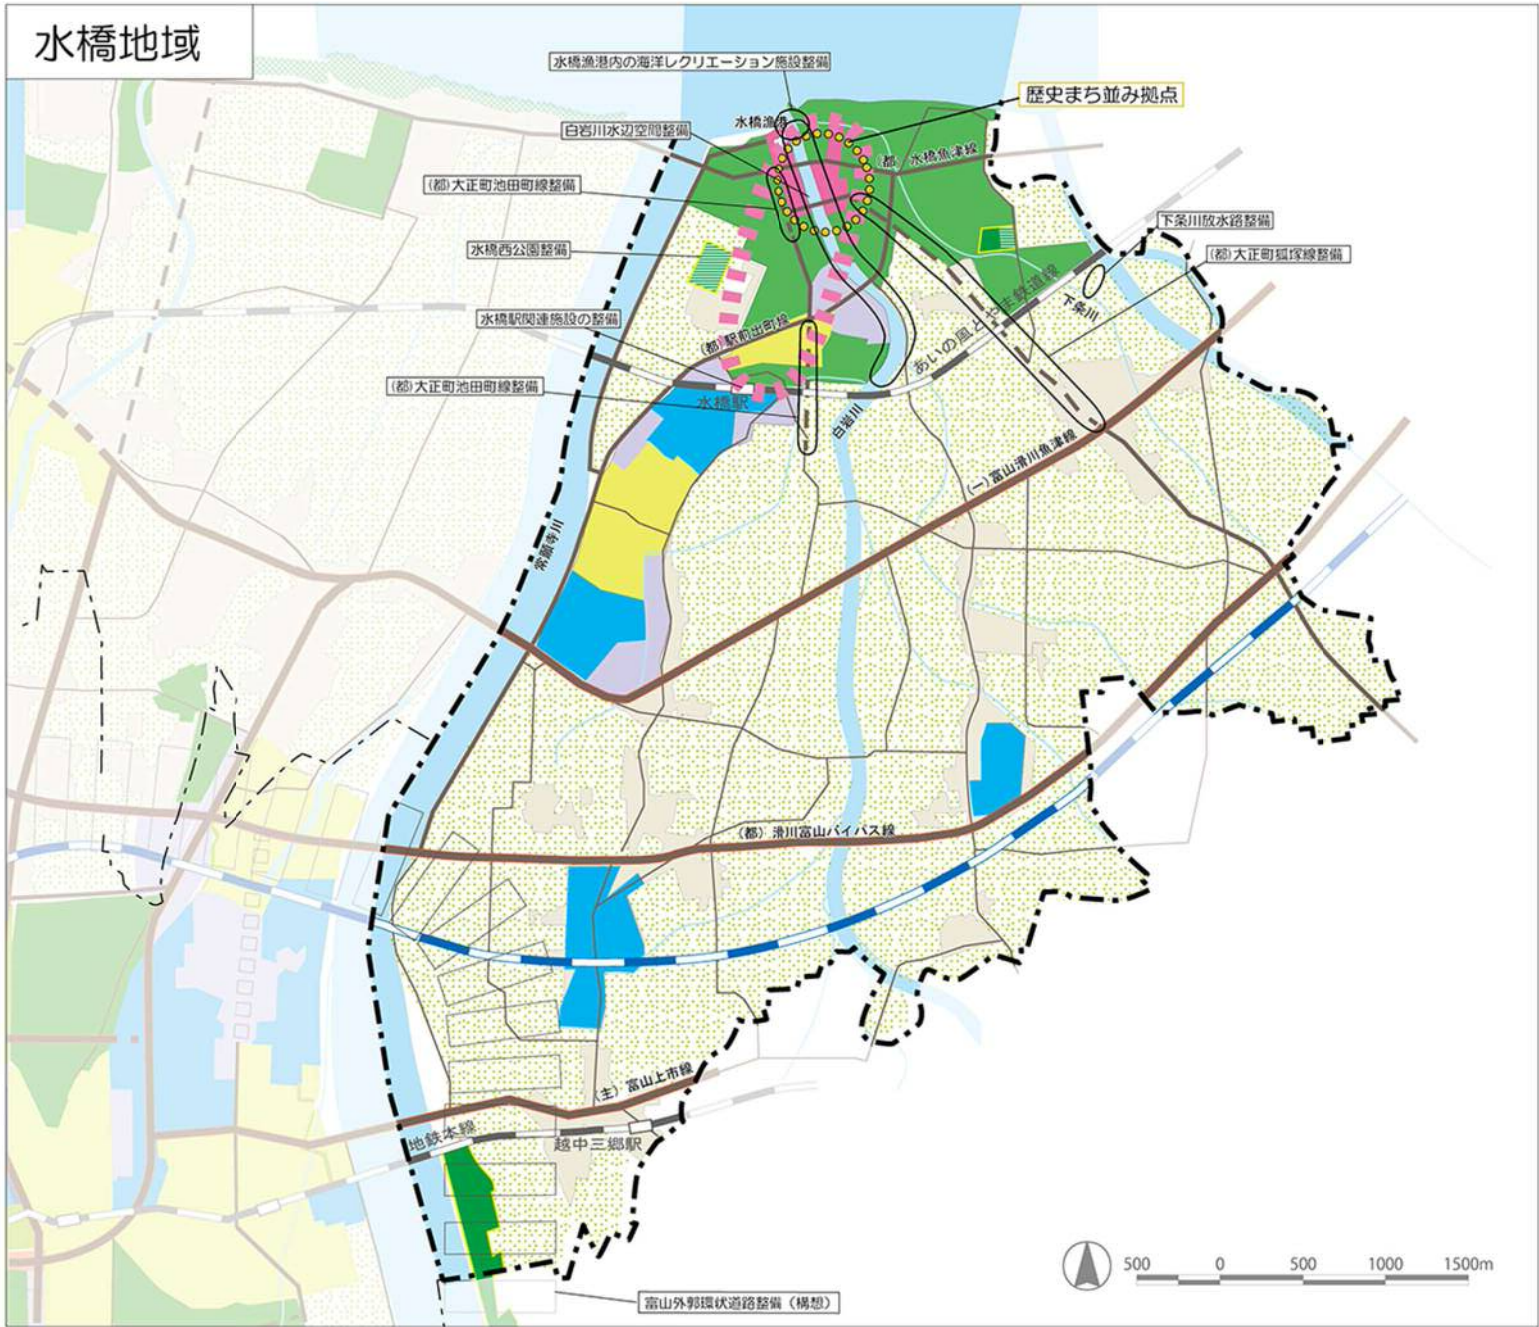 水橋地域
水橋漁港内の海洋レクリエーション施設整備
歴史まち並み拠点
水橋漁港
白岩川水辺空間整備
(都)水橋魚津線
(都)大正町池田町線整備
下条川放水路整備
水橋西公園整備
(都)大正町狐塚線整備
下条川
あいの風とやま鉄道線
水橋駅関連施設の整備
(都)駅前出町線
(都)大正町池田町線整備
水橋駅
白岩川
(一)富山滑川魚津線
常願寺川
(都)滑川富山バイパス線
(主)富山上市線
地鉄本線
越中三郷駅
500 0 500 1000 1500m
富山外郭環状道路整備(構想)